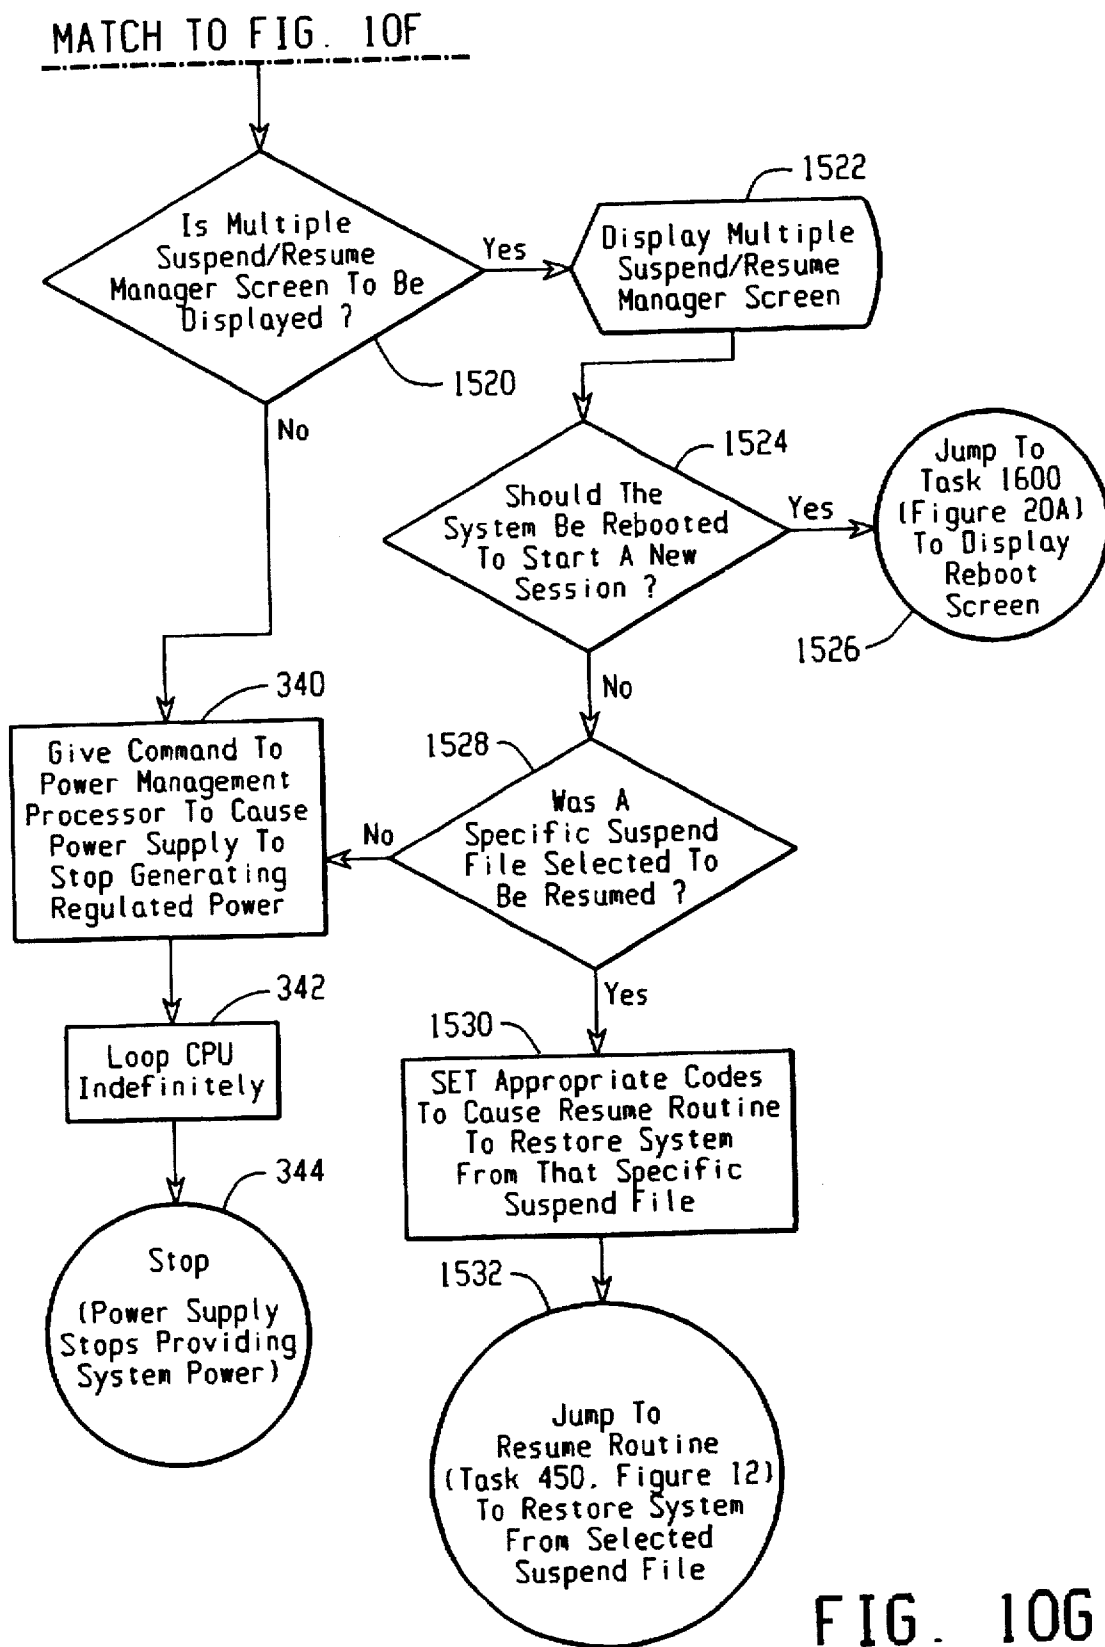 MATCH TO FIG. 10F
Is Multiple
Suspend/Resume
Manager Screen To Be
Displayed ?
1520
Yes
No
1522
Display Multiple
Suspend/Resume
Manager Screen
1524
Should The
System Be Rebooted
To Start A New
Session ?
Yes
No
Jump To
Task 1600
(Figure 20A)
To Display
Reboot
Screen
1526
340
Give Command To
Power Management
Processor To Cause
Power Supply To
Stop Generating
Regulated Power
1528
Was A
Specific Suspend
File Selected To
Be Resumed ?
No
Yes
342
Loop CPU
Indefinitely
344
Stop
(Power Supply
Stops Providing
System Power)
1530
SET Appropriate Codes
To Cause Resume Routine
To Restore System
From That Specific
Suspend File
1532
Jump To
Resume Routine
(Task 450, Figure 12)
To Restore System
From Selected
Suspend File
FIG. 10G